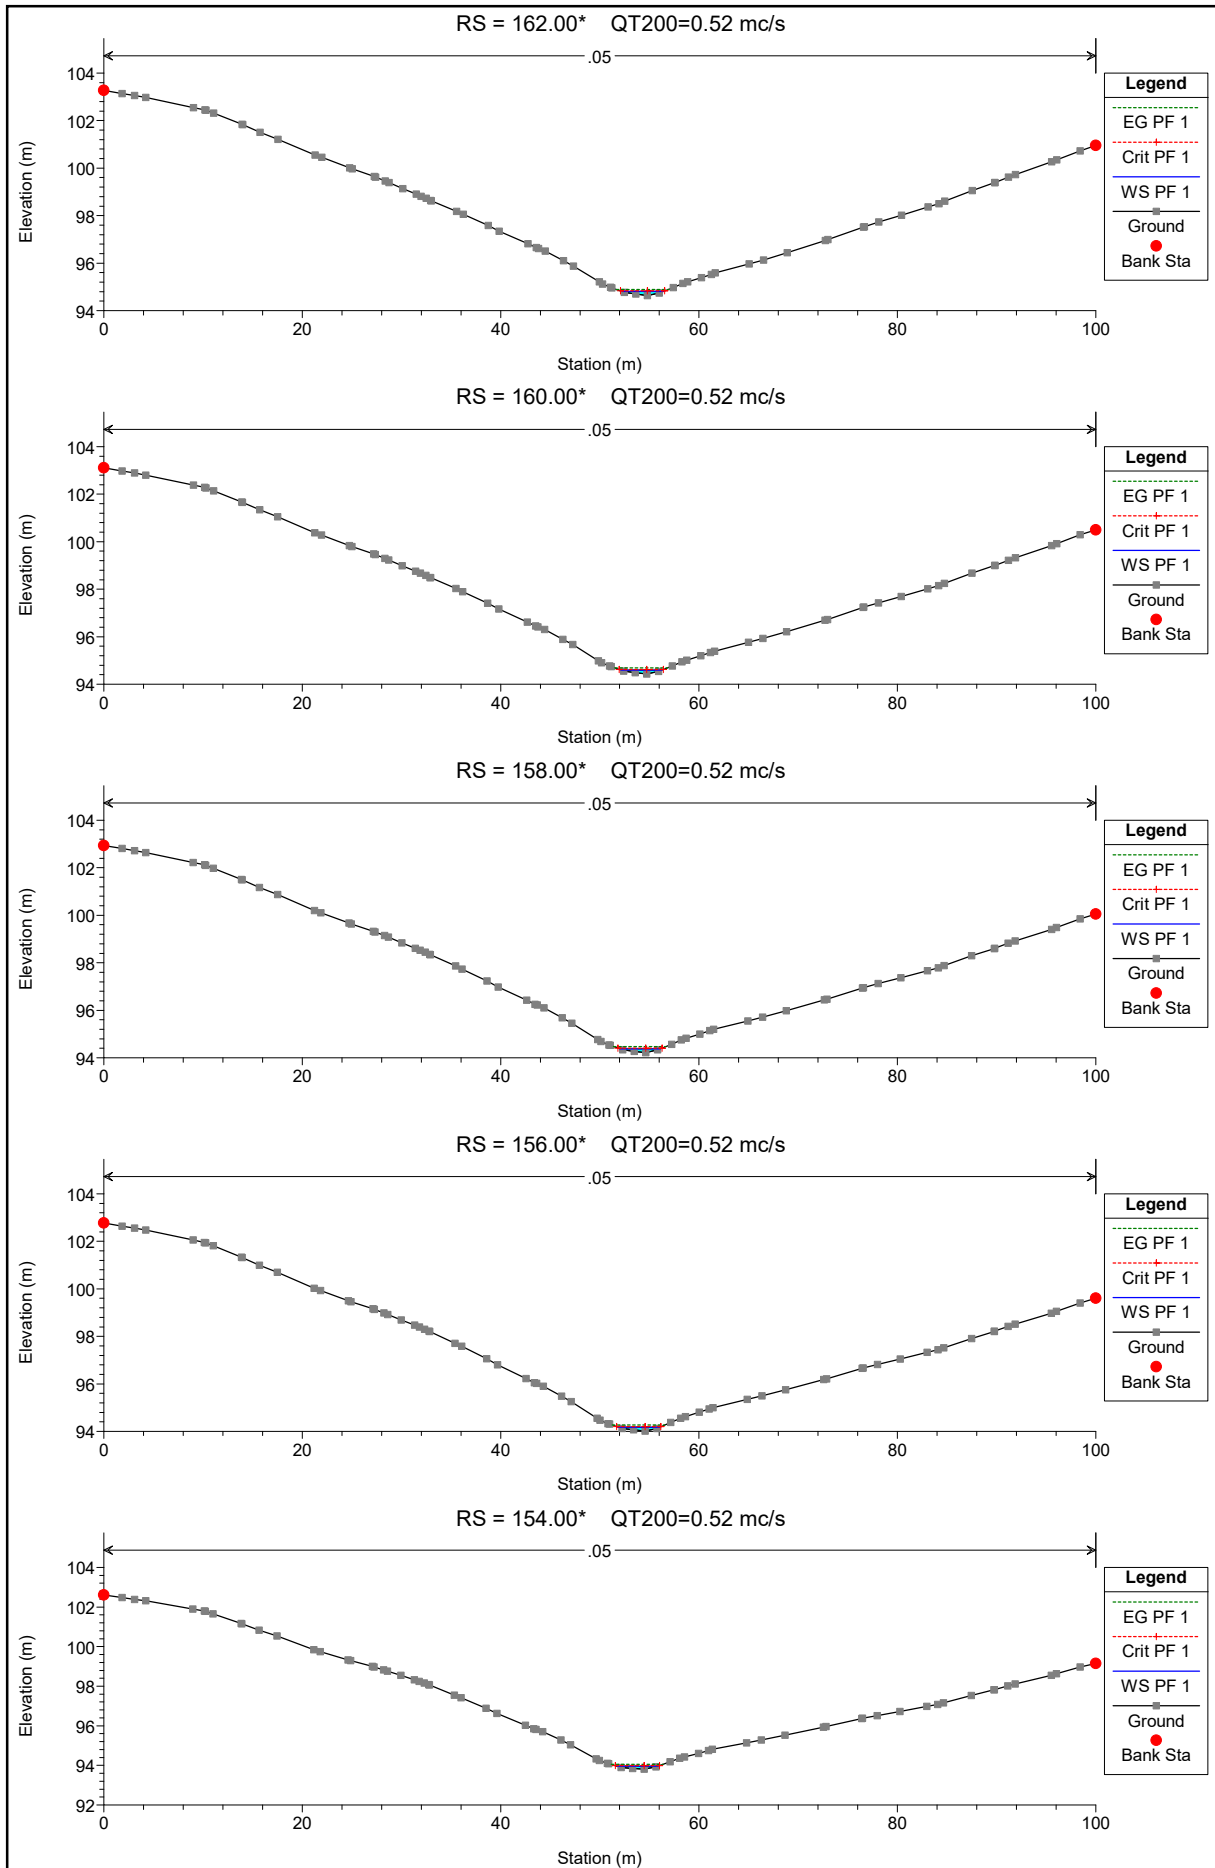 RS = 162.00*    QT200=0.52 mc/s
.05
Elevation (m)
104
102
100
98
96
94
0 20 40 60 80 100
Station (m)
Legend
EG PF 1
Crit PF 1
WS PF 1
Ground
Bank Sta
RS = 160.00*    QT200=0.52 mc/s
.05
Elevation (m)
104
102
100
98
96
94
0 20 40 60 80 100
Station (m)
Legend
EG PF 1
Crit PF 1
WS PF 1
Ground
Bank Sta
RS = 158.00*    QT200=0.52 mc/s
.05
Elevation (m)
104
102
100
98
96
94
0 20 40 60 80 100
Station (m)
Legend
EG PF 1
Crit PF 1
WS PF 1
Ground
Bank Sta
RS = 156.00*    QT200=0.52 mc/s
.05
Elevation (m)
104
102
100
98
96
94
0 20 40 60 80 100
Station (m)
Legend
EG PF 1
Crit PF 1
WS PF 1
Ground
Bank Sta
RS = 154.00*    QT200=0.52 mc/s
.05
Elevation (m)
104
102
100
98
96
94
92
0 20 40 60 80 100
Station (m)
Legend
EG PF 1
Crit PF 1
WS PF 1
Ground
Bank Sta